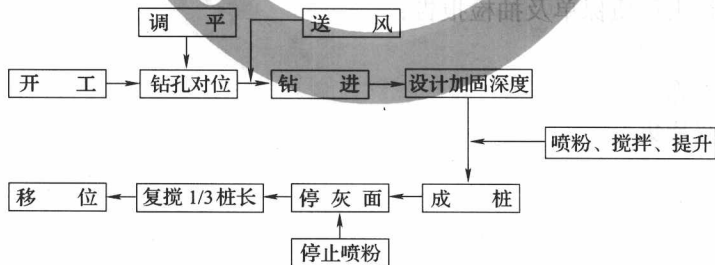 调 平
送 风
开 工
钻孔对位
钻 进
设计加固深度
喷粉、搅拌、提升
移 位
复搅 1/3 桩长
停 灰 面
成 桩
停止喷粉